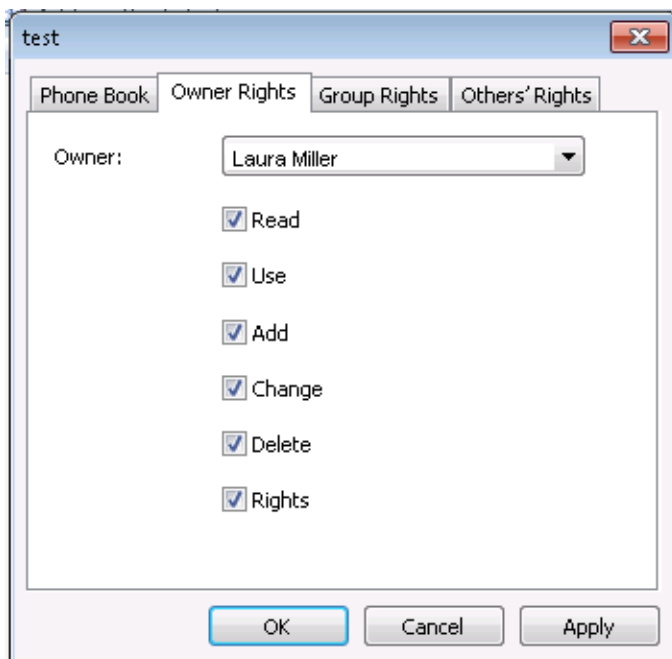 test
Phone Book Owner Rights Group Rights Others' Rights
Owner: Laura Miller
Read
Use
Add
Change
Delete
Rights
OK Cancel Apply